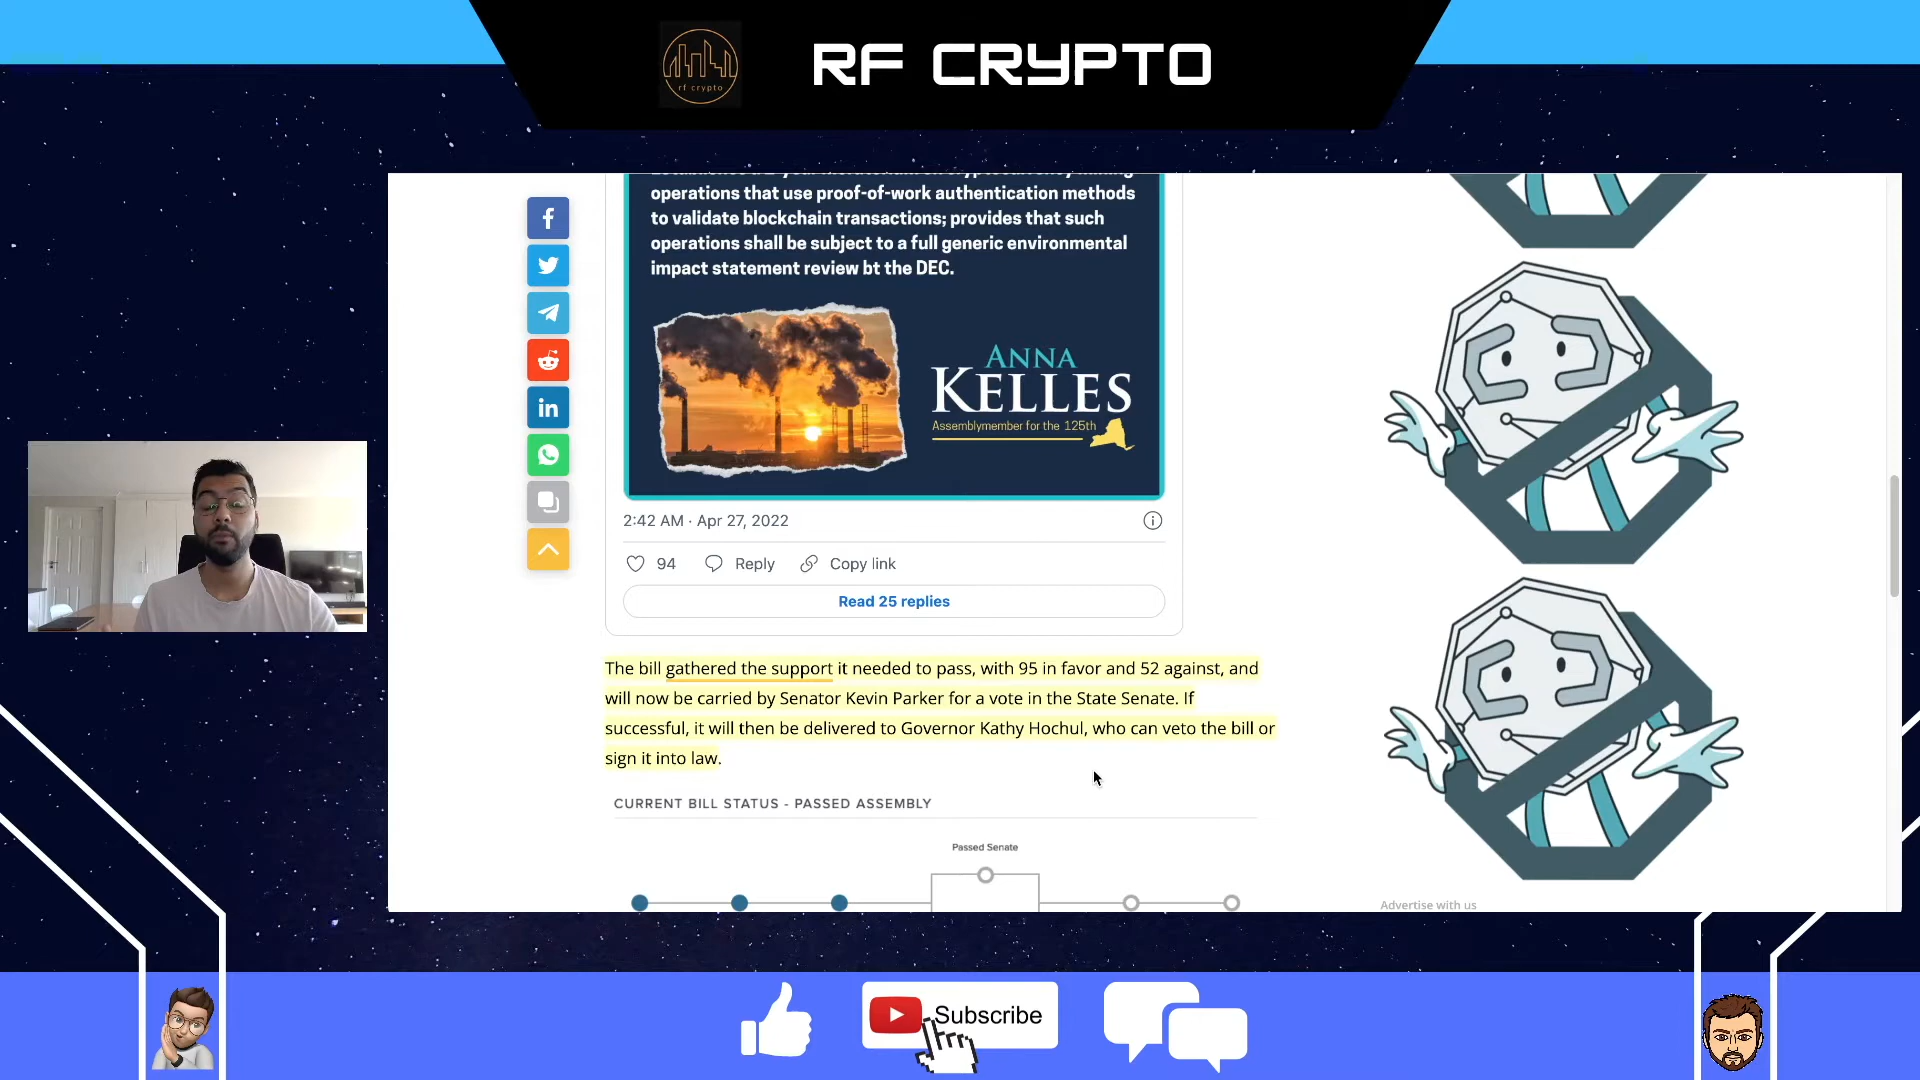 RF CRYPTO
rf crypto
operations that use proof-of-work authentication methods
to validate blockchain transactions; provides that such
operations shall be subject to a full generic environmental
impact statement review bt the DEC.
ANNA
KELLES
Assemblymember for the 125th
2:42 AM · Apr 27, 2022
94 Reply Copy link
Read 25 replies
The bill gathered the support it needed to pass, with 95 in favor and 52 against, and
will now be carried by Senator Kevin Parker for a vote in the State Senate. If
successful, it will then be delivered to Governor Kathy Hochul, who can veto the bill or
sign it into law.
CURRENT BILL STATUS - PASSED ASSEMBLY
Passed Senate
Advertise with us
Subscribe